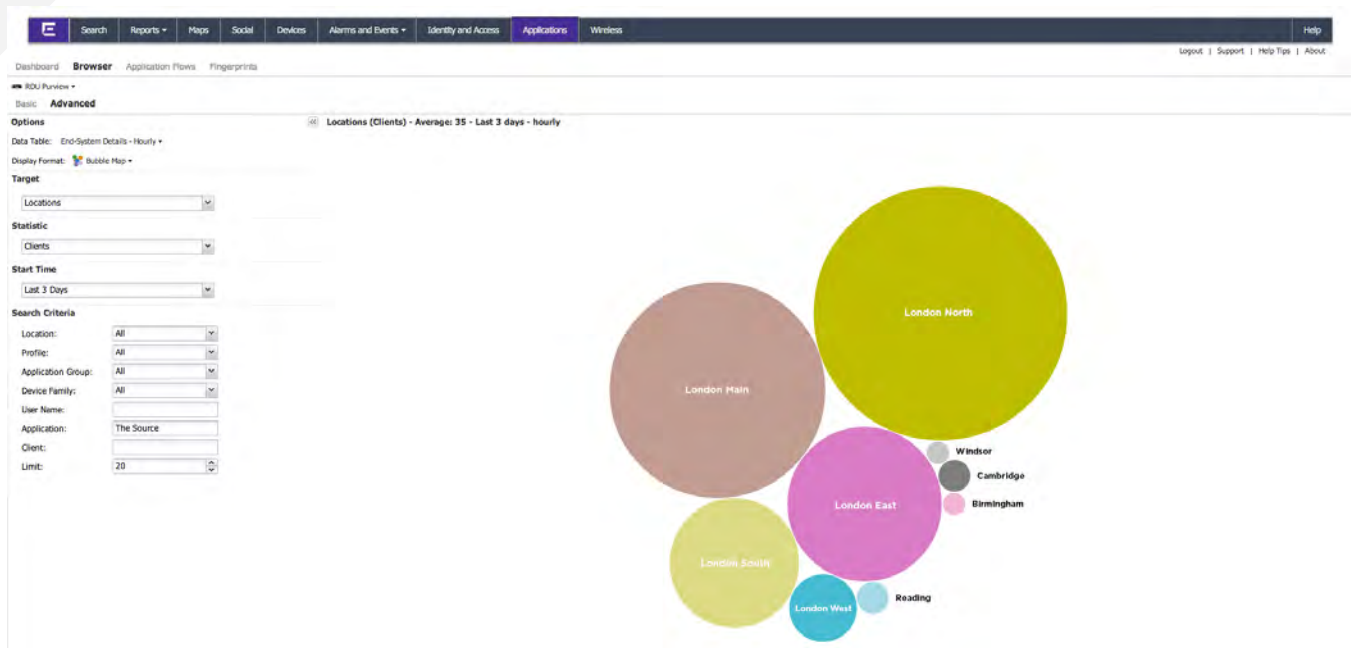 E Search Reports Maps Social Devices Alarms and Events Identity and Access Applications Wireless Help
Logout | Support | Help Tips | About
Dashboard Browser Application Flows Fingerprints
RDU Purview
Basic Advanced
Options
Locations (Clients) - Average: 35 - Last 3 days - hourly
Data Table: End-System Details - Hourly
Display Format: Bubble Map
Target
Locations
Statistic
Clients
Start Time
Last 3 Days
Search Criteria
Location: All
Profile: All
Application Group: All
Device Family: All
User Name:
Application: The Source
Client:
Limit: 20
London North
London Main
Windsor
Cambridge
Birmingham
London East
London South
Reading
London West